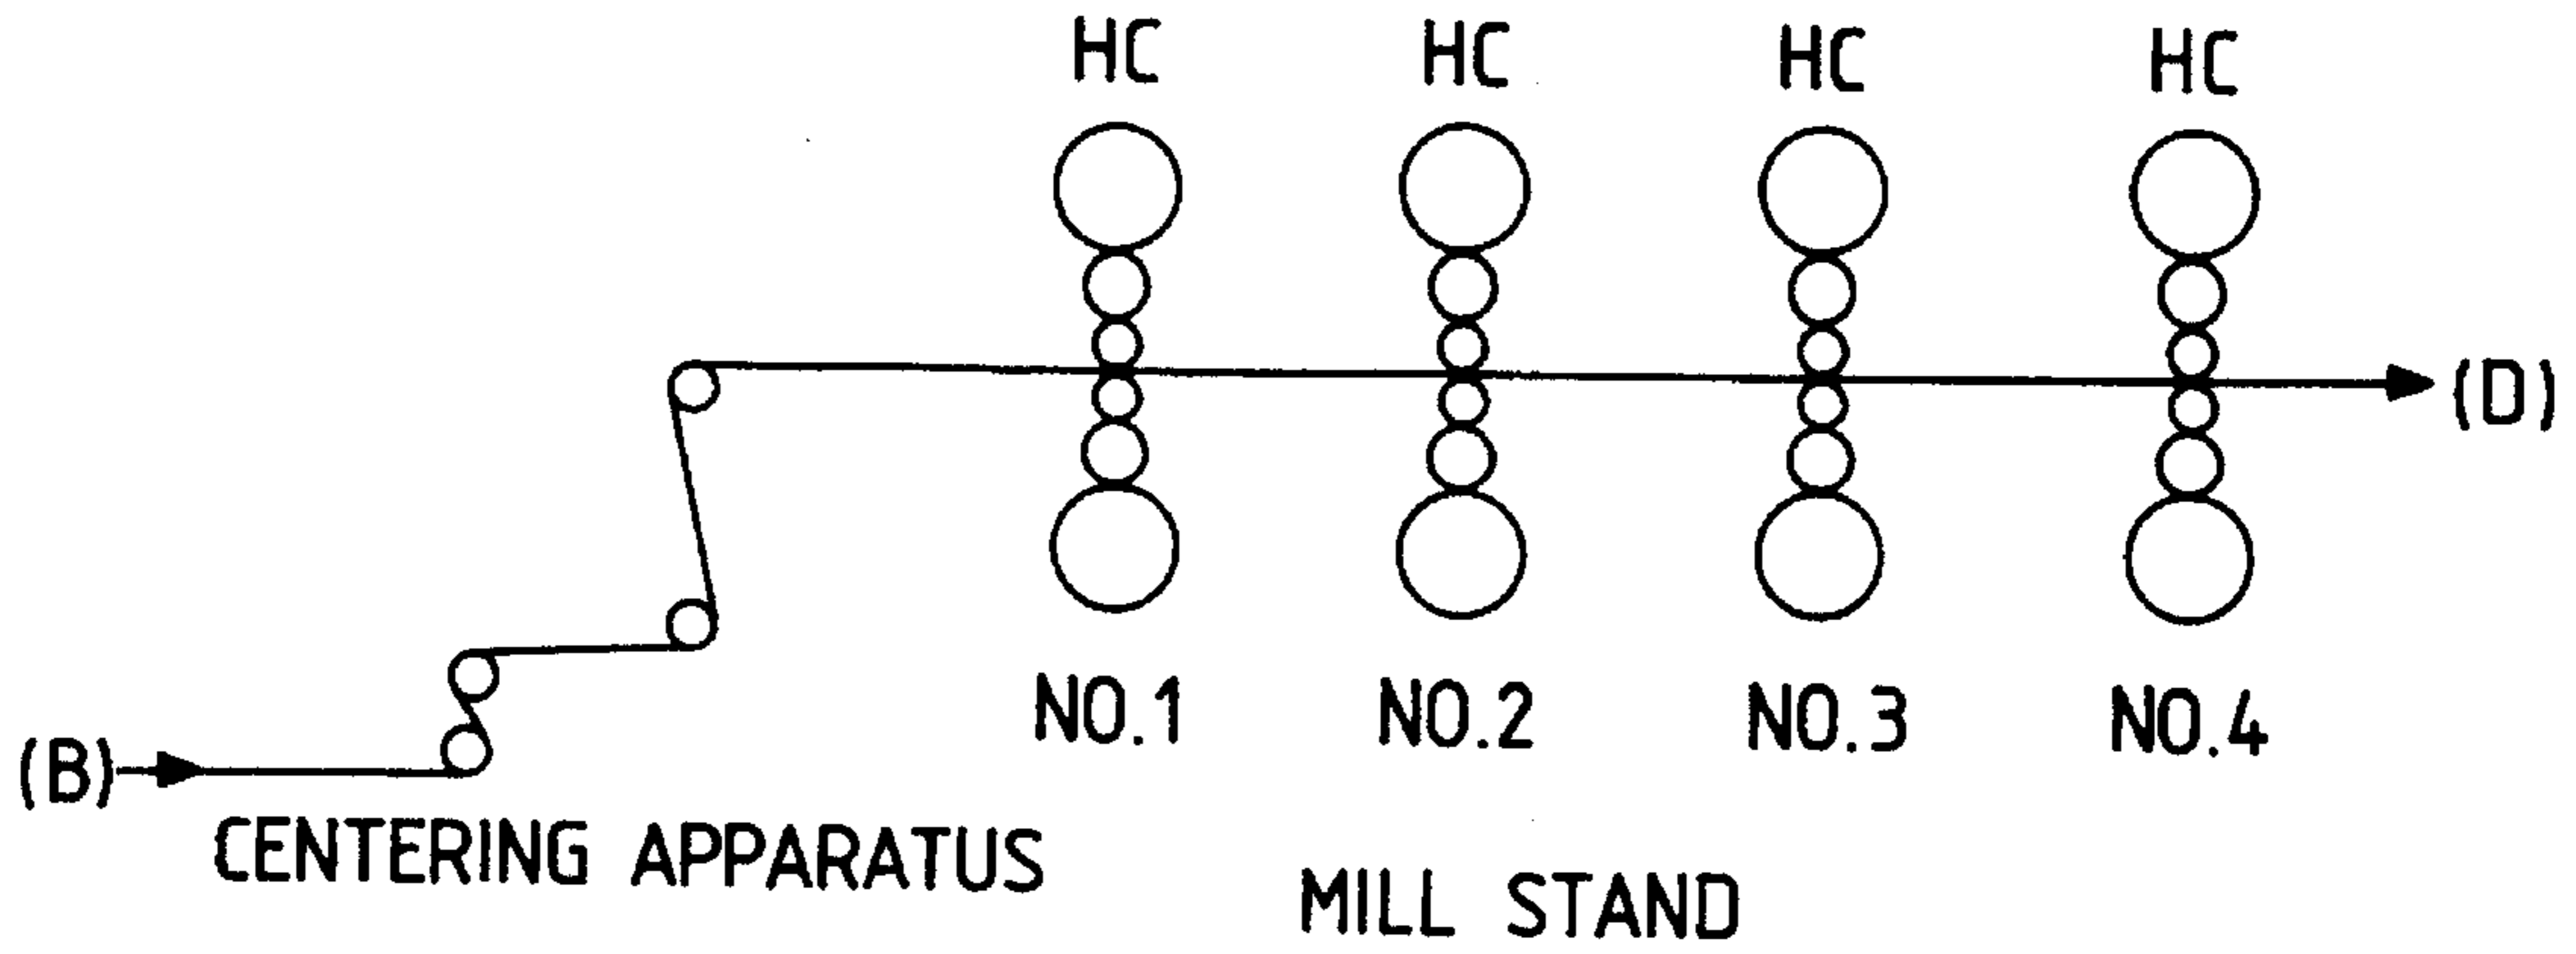 HC HC HC HC
NO.1 NO.2 NO.3 NO.4
(B) (D)
CENTERING APPARATUS
MILL STAND